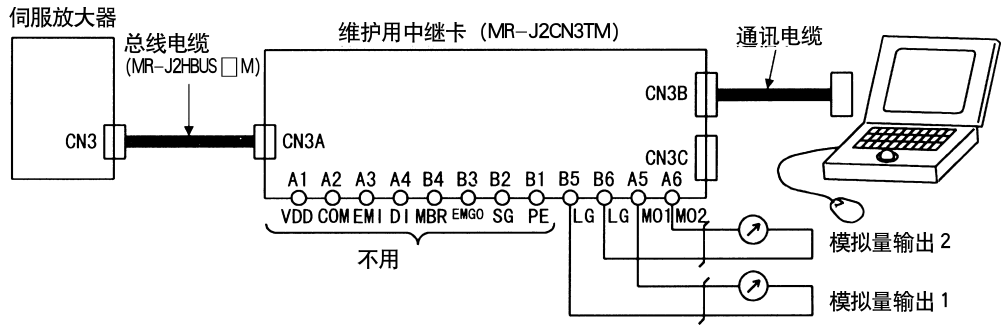 伺服放大器
总线电缆
(MR-J2HBUS□M)
维护用中继卡 (MR-J2CN3TM)
通讯电缆
CN3
CN3A
CN3B
CN3C
A1 A2 A3 A4 B4 B3 B2 B1 B5 B6 A5 A6
VDD COM EMI DI MBR EMGO SG PE LG LG MO1 MO2
不用
模拟量输出 2
模拟量输出 1